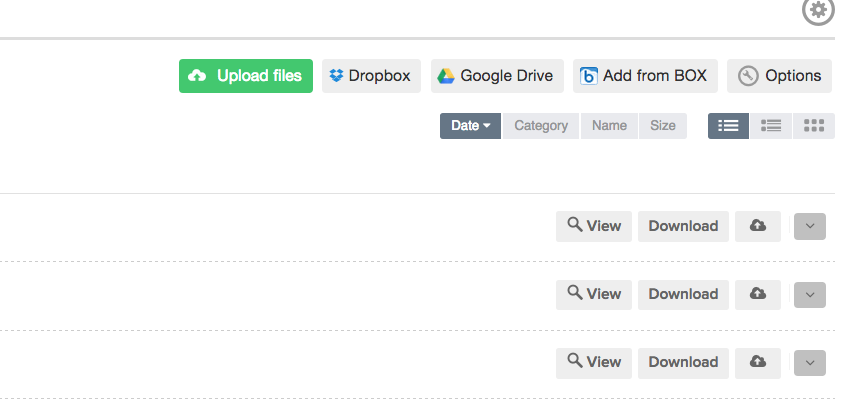 Upload files Dropbox Google Drive Add from BOX Options
Date Category Name Size
View Download
View Download
View Download